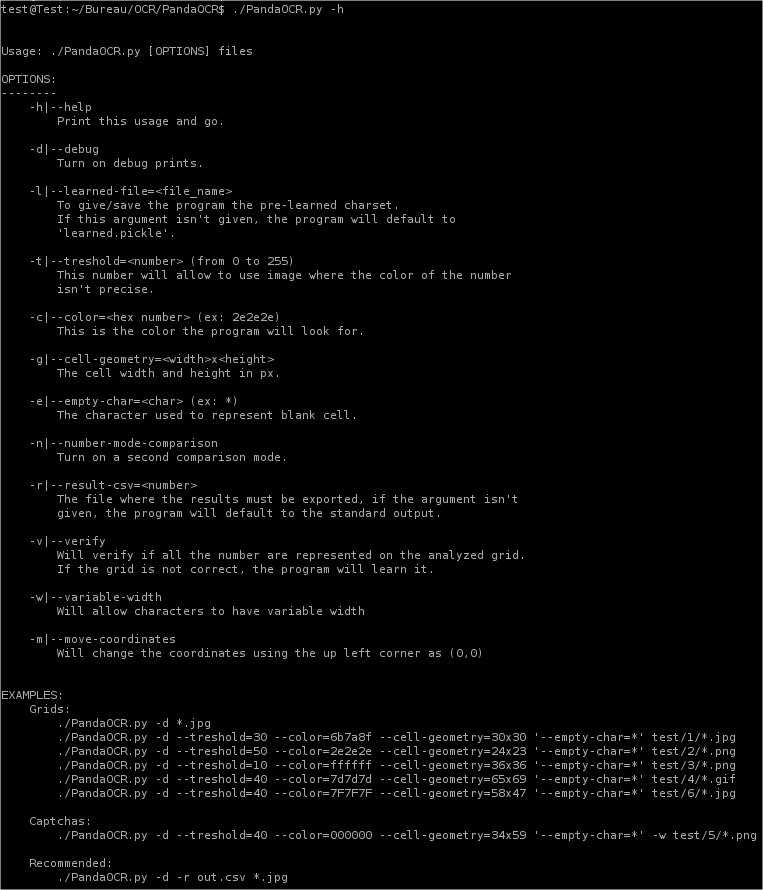 test@Test:~/Bureau/OCR/PandaOCR$ ./PandaOCR.py -h
Usage: ./PandaOCR.py [OPTIONS] files
OPTIONS:
--------
-h|--help
Print this usage and go.
-d|--debug
Turn on debug prints.
-l|--learned-file=<file_name>
To give/save the program the pre-learned charset.
If this argument isn't given, the program will default to
'learned.pickle'.
-t|--treshold=<number> (from 0 to 255)
This number will allow to use image where the color of the number
isn't precise.
-c|--color=<hex number> (ex: 2e2e2e)
This is the color the program will look for.
-g|--cell-geometry=<width>x<height>
The cell width and height in px.
-e|--empty-char=<char> (ex: *)
The character used to represent blank cell.
-n|--number-mode-comparison
Turn on a second comparison mode.
-r|--result-csv=<number>
The file where the results must be exported, if the argument isn't
given, the program will default to the standard output.
-v|--verify
Will verify if all the number are represented on the analyzed grid.
If the grid is not correct, the program will learn it.
-w|--variable-width
Will allow characters to have variable width
-m|--move-coordinates
Will change the coordinates using the up left corner as (0,0)
EXAMPLES:
Grids:
./PandaOCR.py -d *.jpg
./PandaOCR.py -d --treshold=30 --color=6b7a8f --cell-geometry=30x30 '--empty-char=*' test/1/*.jpg
./PandaOCR.py -d --treshold=50 --color=2e2e2e --cell-geometry=24x23 '--empty-char=*' test/2/*.png
./PandaOCR.py -d --treshold=10 --color=ffffff --cell-geometry=36x36 '--empty-char=*' test/3/*.png
./PandaOCR.py -d --treshold=40 --color=7d7d7d --cell-geometry=65x69 '--empty-char=*' test/4/*.gif
./PandaOCR.py -d --treshold=40 --color=7F7F7F --cell-geometry=58x47 '--empty-char=*' test/6/*.jpg
Captchas:
./PandaOCR.py -d --treshold=40 --color=000000 --cell-geometry=34x59 '--empty-char=*' -w test/5/*.png
Recommended:
./PandaOCR.py -d -r out.csv *.jpg